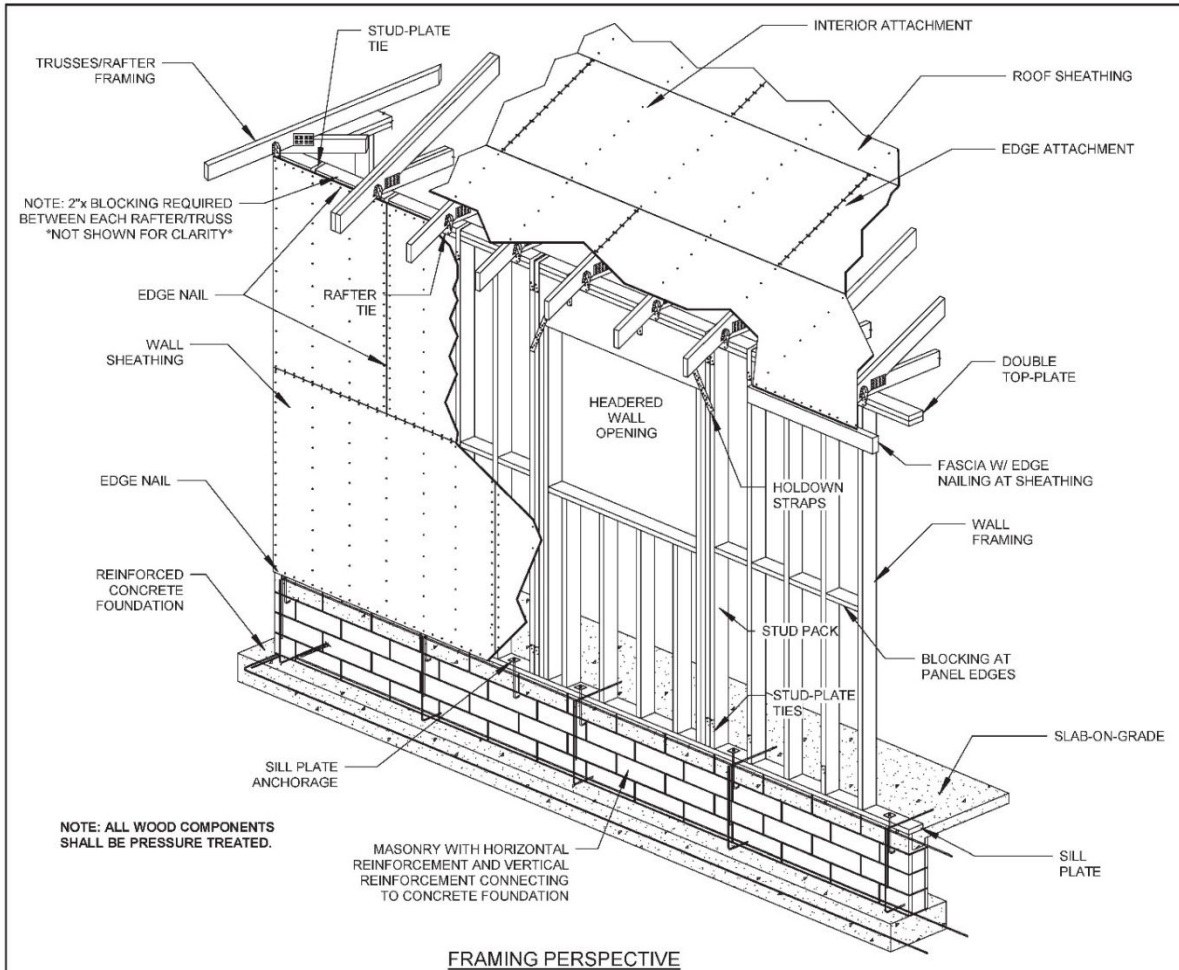 STUD-PLATE
TIE
TRUSSES/RAFTER
FRAMING
NOTE: 2"x BLOCKING REQUIRED
BETWEEN EACH RAFTER/TRUSS
*NOT SHOWN FOR CLARITY*
EDGE NAIL
RAFTER
TIE
WALL
SHEATHING
EDGE NAIL
REINFORCED
CONCRETE
FOUNDATION
INTERIOR ATTACHMENT
ROOF SHEATHING
EDGE ATTACHMENT
HEADERED
WALL
OPENING
DOUBLE
TOP-PLATE
FASCIA W/ EDGE
NAILING AT SHEATHING
HOLDOWN
STRAPS
WALL
FRAMING
STUD PACK
BLOCKING AT
PANEL EDGES
STUD-PLATE
TIES
SLAB-ON-GRADE
SILL PLATE
ANCHORAGE
NOTE: ALL WOOD COMPONENTS
SHALL BE PRESSURE TREATED.
MASONRY WITH HORIZONTAL
REINFORCEMENT AND VERTICAL
REINFORCEMENT CONNECTING
TO CONCRETE FOUNDATION
SILL
PLATE
FRAMING PERSPECTIVE